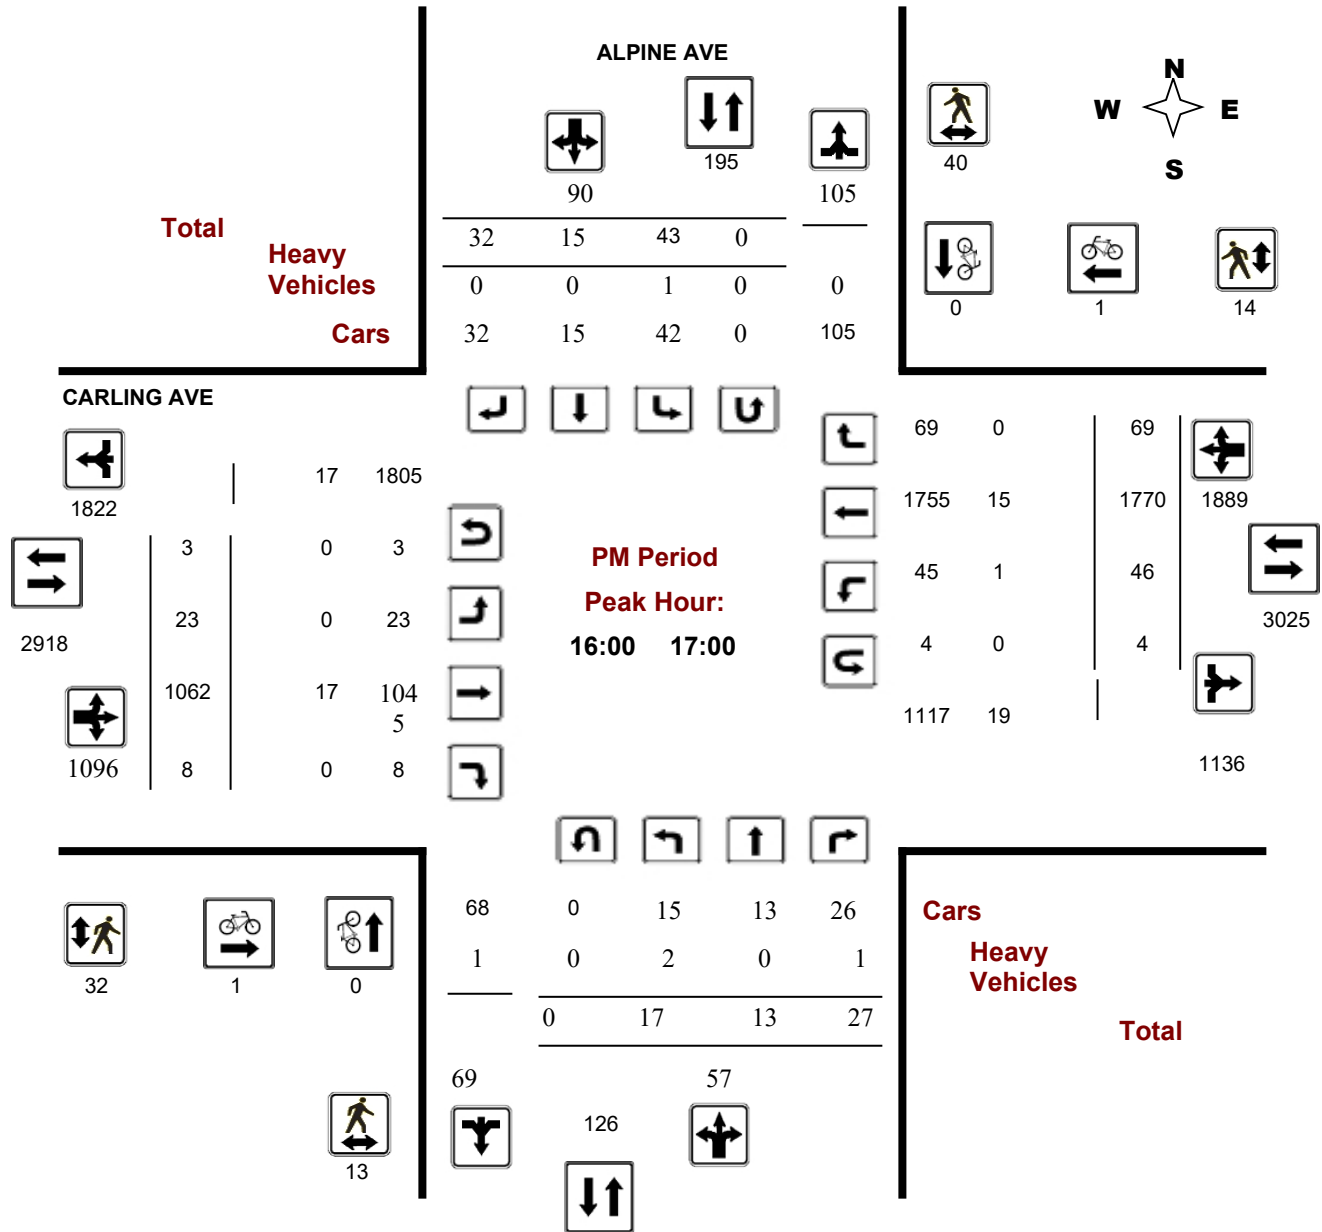 ALPINE AVE
N
W E
S
195
40
90
105
Total
32 15 43 0
Heavy
Vehicles
0 0 1 0 0
0 1 14
Cars
32 15 42 0 105
CARLING AVE
69 0 69
17 1805
1822
1755 15 1770 1889
3 0 3
PM Period
45 1 46
Peak Hour:
23 0 23
3025
2918
16:00 17:00
4 0 4
1062 17 104
5
1117 19
1096 8 0 8
1136
68 0 15 13 26
Cars
1 0 2 0 1
Heavy
Vehicles
32 1 0
0 17 13 27
Total
69 57
126
13